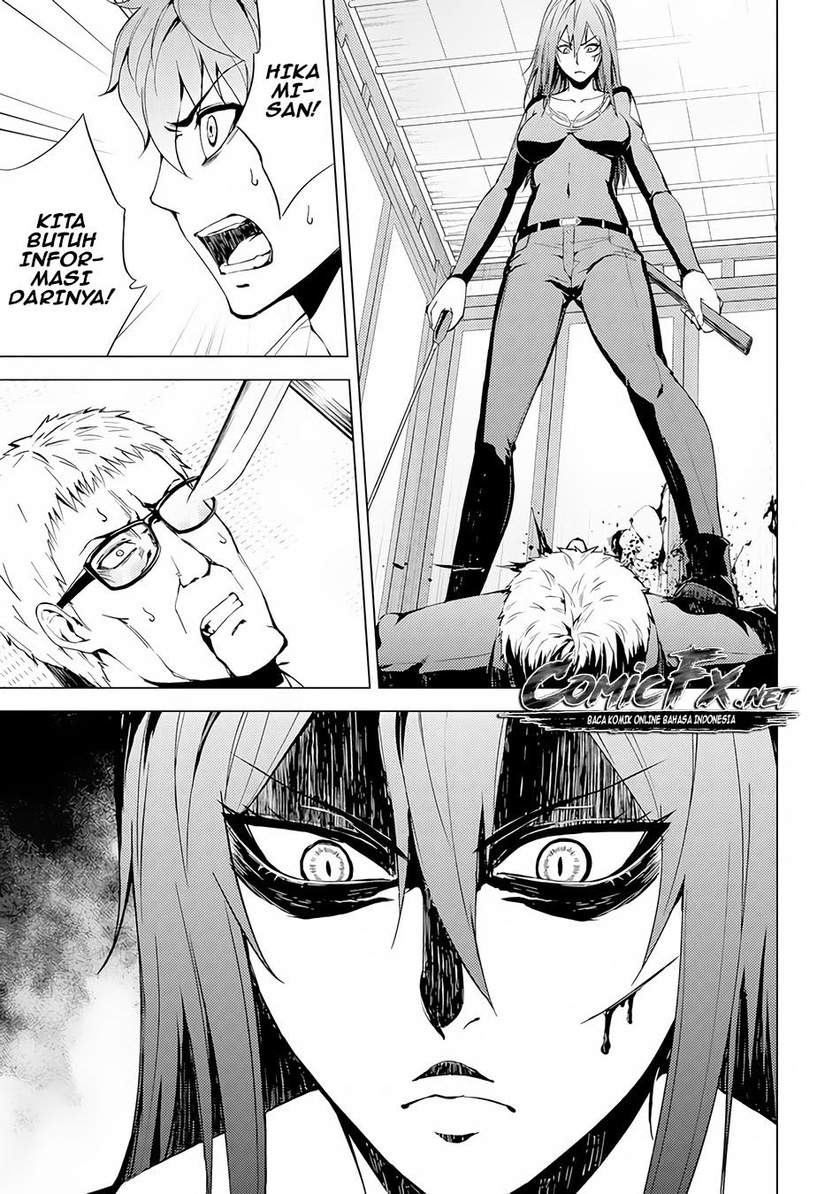 HIKA
MI-
SAN!
KITA
BUTUH
INFOR-
MASI
DARINYA!
COMICFX.NET
BACA KOMIK ONLINE BAHASA INDONESIA